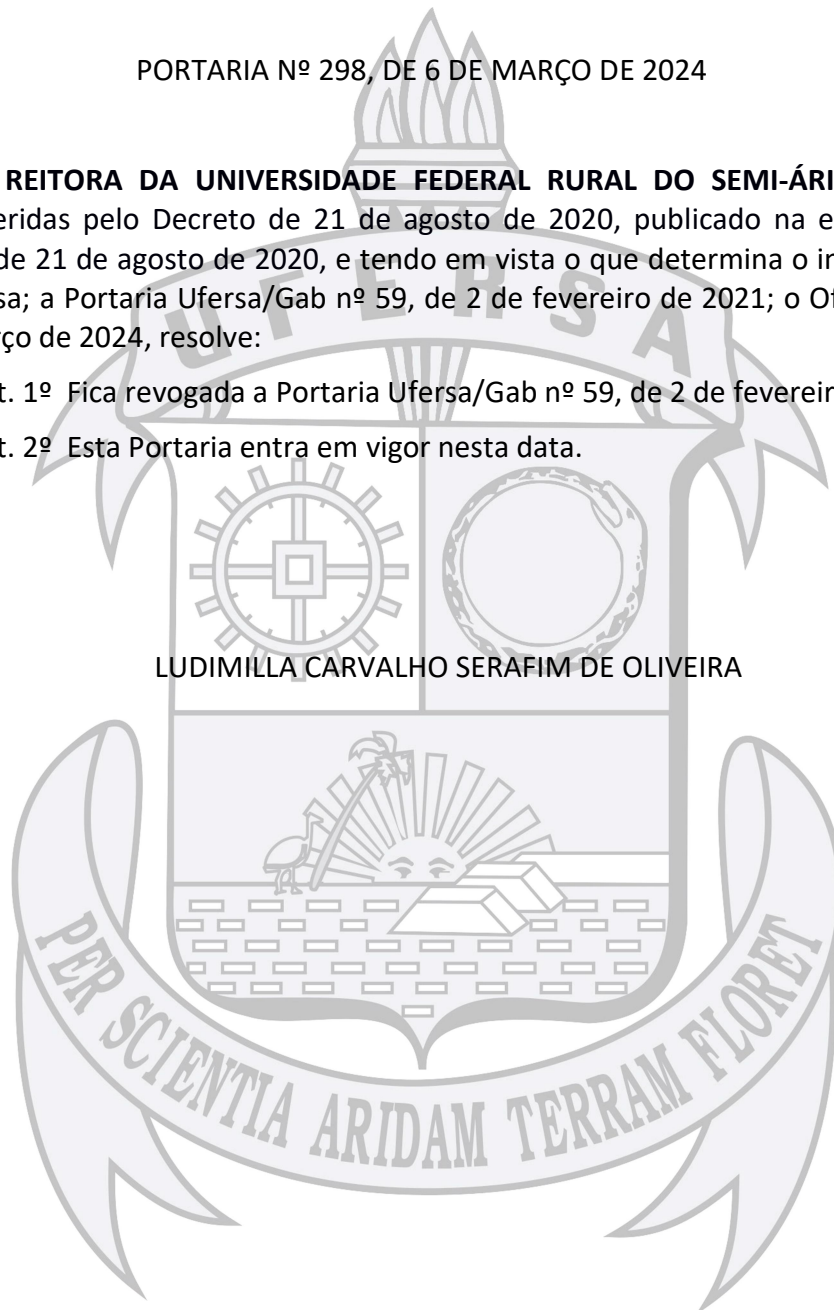 PORTARIA Nº 298, DE 6 DE MARÇO DE 2024
REITORA DA UNIVERSIDADE FEDERAL RURAL DO SEMI-ÁRI
eridas pelo Decreto de 21 de agosto de 2020, publicado na e
de 21 de agosto de 2020, e tendo em vista o que determina o i
sa; a Portaria Ufersa/Gab nº 59, de 2 de fevereiro de 2021; o Of
ço de 2024, resolve:
t. 1º Fica revogada a Portaria Ufersa/Gab nº 59, de 2 de fevereir
t. 2º Esta Portaria entra em vigor nesta data.
UFERSA
LUDIMILLA CARVALHO SERAFIM DE OLIVEIRA
PER SCIENTIA ARIDAM TERRAM FLORET